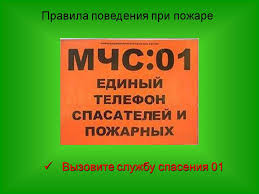 Правила поведения при пожаре
МЧС:01
ЕДИНЫЙ
ТЕЛЕФОН
СПАСАТЕЛЕЙ И
ПОЖАРНЫХ
✓ Вызовите службу спасения 01